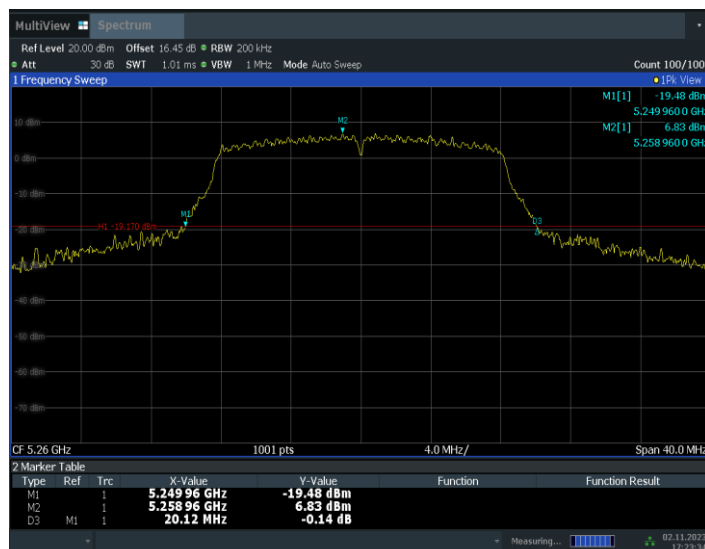 MultiView Spectrum
Ref Level 20.00 dBm Offset 16.45 dB RBW 200 kHz
Att 30 dB SWT 1.01 ms VBW 1 MHz Mode Auto Sweep Count 100/100
1 Frequency Sweep 1Pk View
M1[1] -19.48 dBm
5.249 960 0 GHz
M2[1] 6.83 dBm
5.258 960 0 GHz
M2
10 dBm
0 dBm
-10 dBm
M1
D3
H1 -19.170 dBm
-20 dBm
-40 dBm
-50 dBm
-60 dBm
-70 dBm
CF 5.26 GHz 1001 pts 4.0 MHz/ Span 40.0 MHz
2 Marker Table
Type Ref Trc X-Value Y-Value Function Function Result
M1 1 5.249 96 GHz -19.48 dBm
M2 1 5.258 96 GHz 6.83 dBm
D3 M1 1 20.12 MHz -0.14 dB
Measuring... 02.11.2023